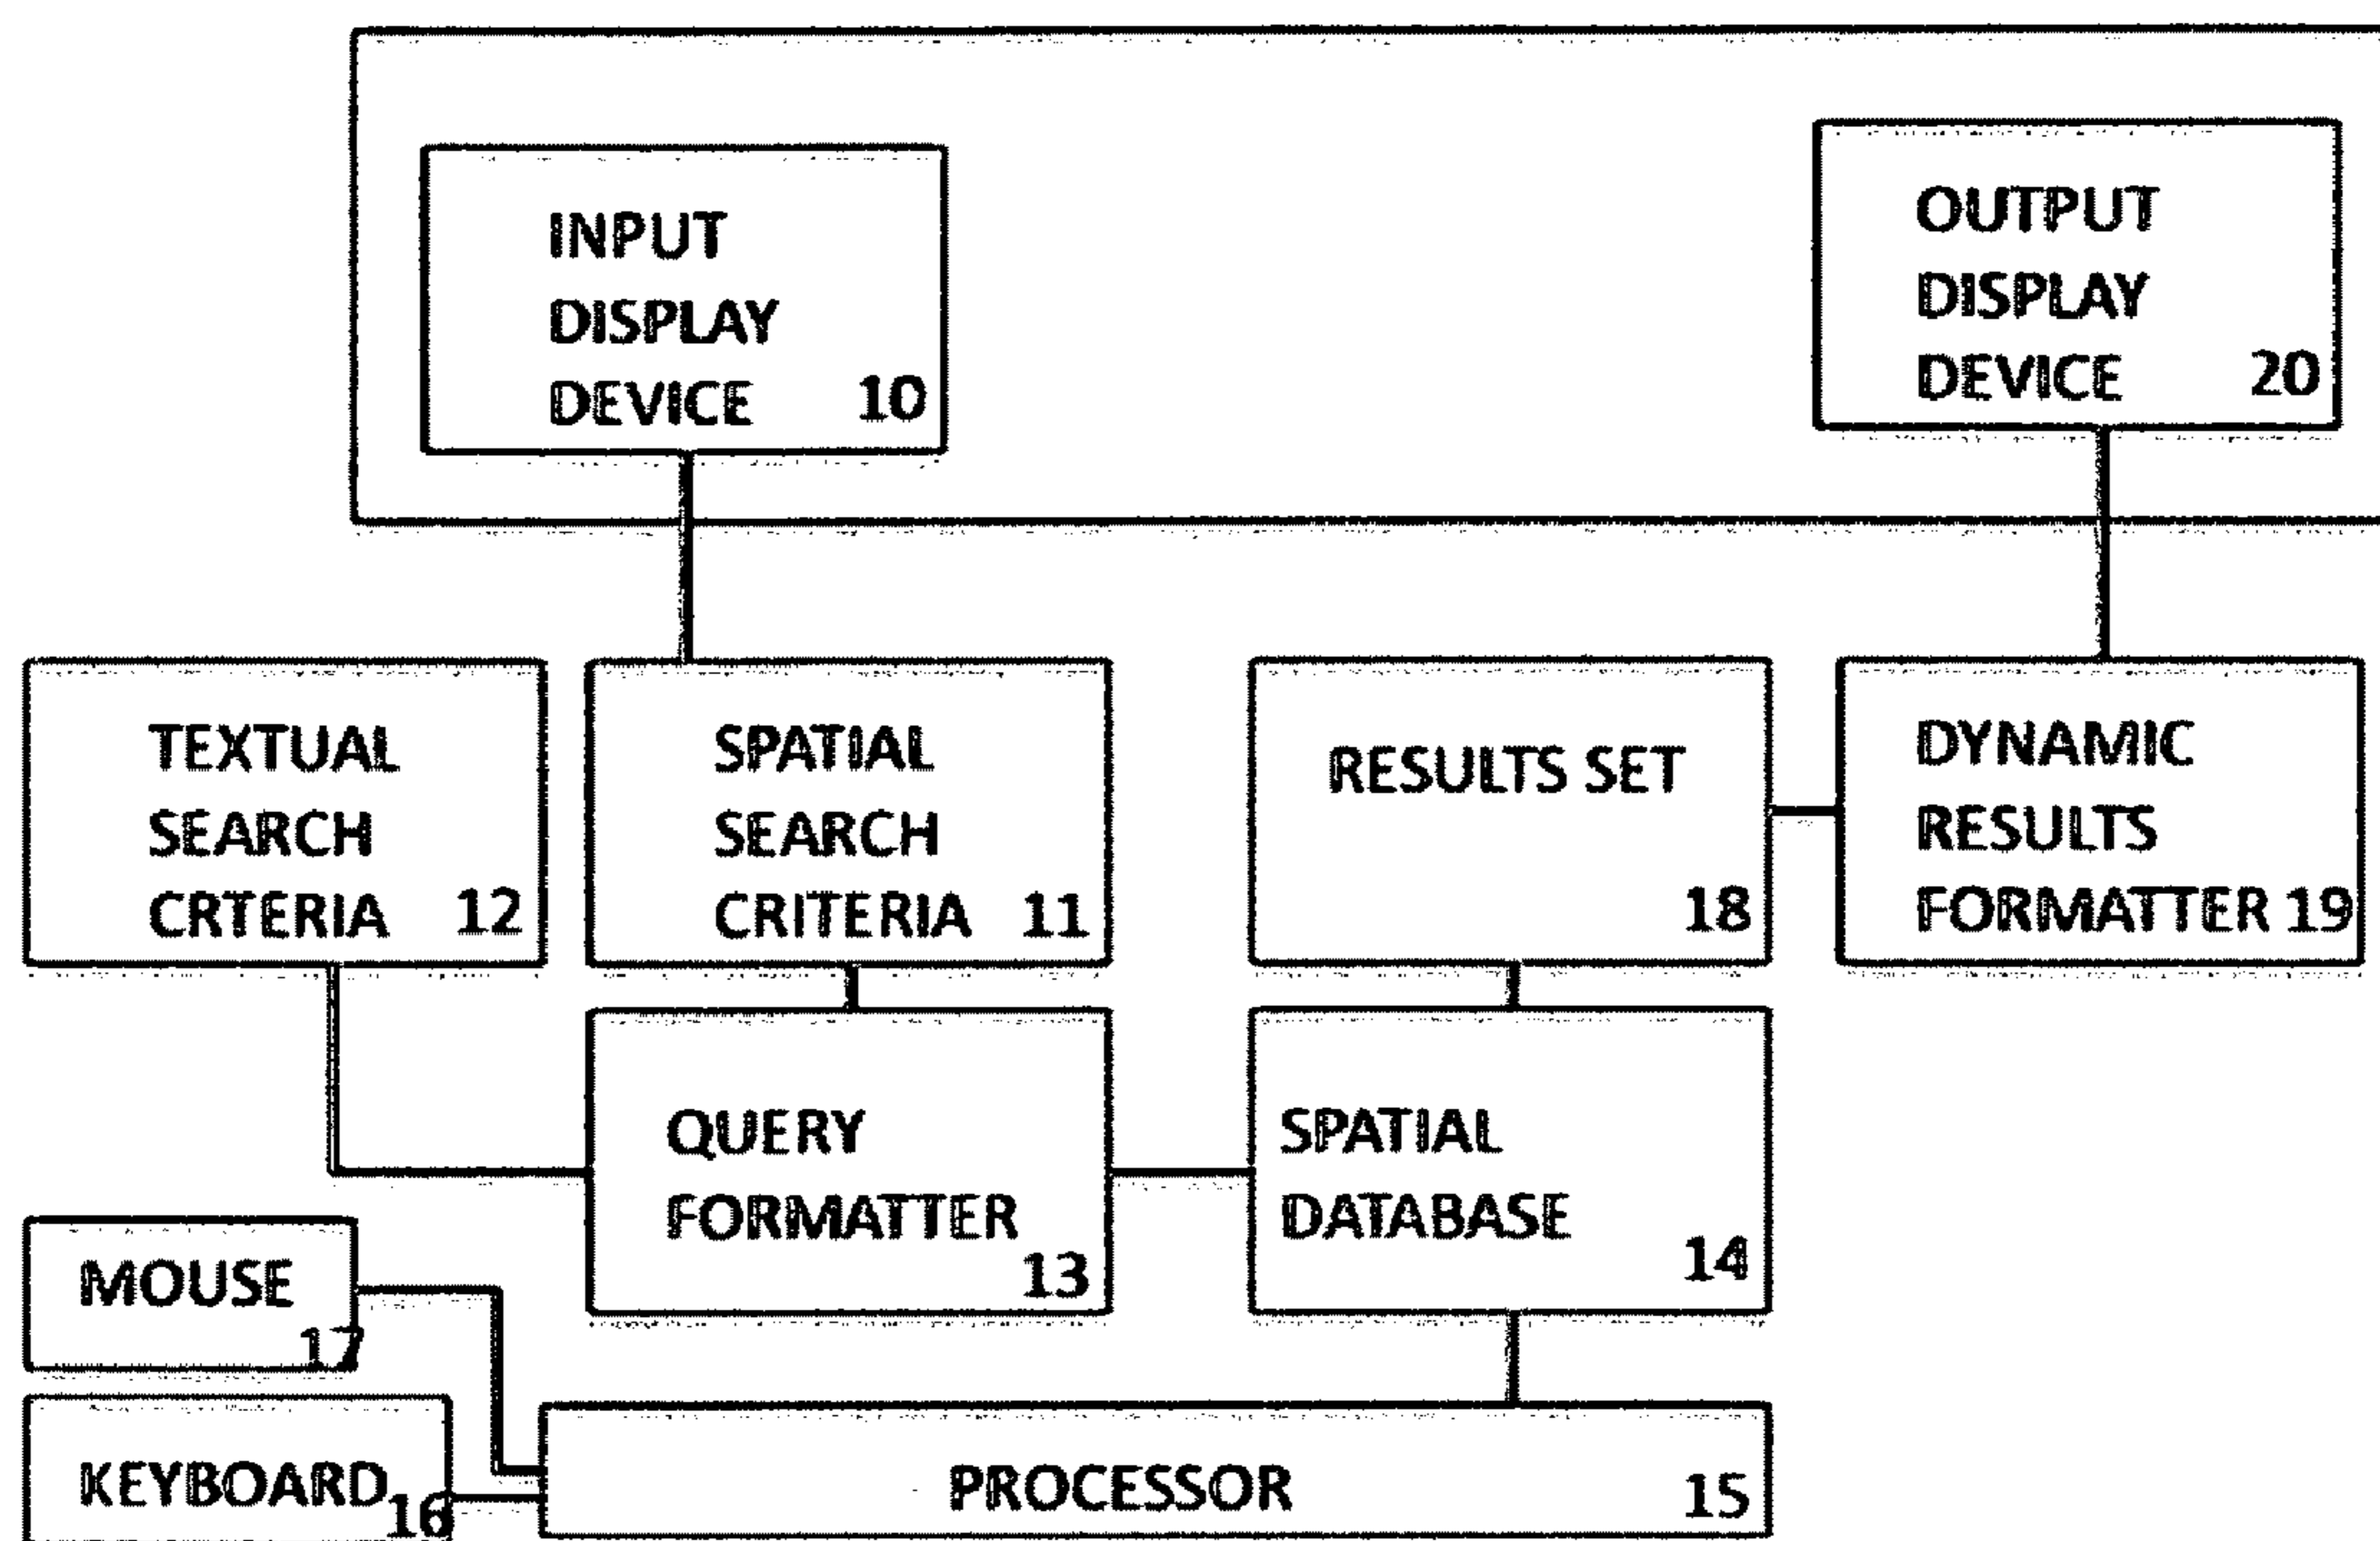 INPUT
DISPLAY
DEVICE 10
OUTPUT
DISPLAY
DEVICE 20
TEXTUAL
SEARCH
CRTERIA 12
SPATIAL
SEARCH
CRITERIA 11
RESULTS SET
18
DYNAMIC
RESULTS
FORMATTER 19
QUERY
FORMATTER
13
SPATIAL
DATABASE
14
MOUSE
17
KEYBOARD
16
PROCESSOR
15